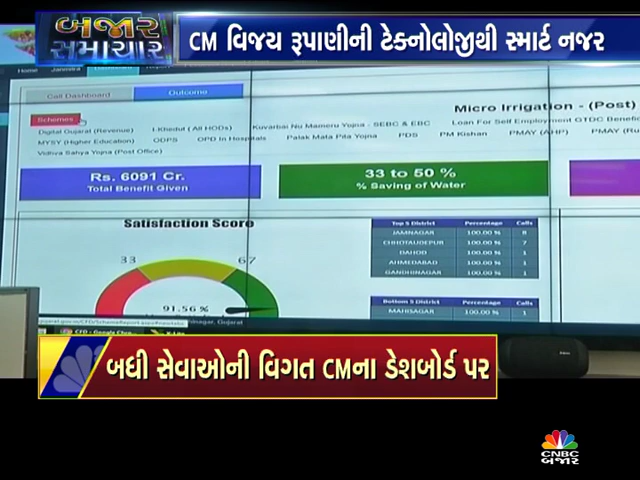 બજાર
સમાચાર
CM વિજય રૂપાણીની ટેક્નોલોજીથી સ્માર્ટ નજર
Home
Call Dashboard
Outcome
Micro Irrigation - (Post)
Schemes
Digital Gujarat (Revenue) I-Khedut ( All HODs) Kuvarbai Nu Mameru Yojna - SEBC & EBC Loan For Self Employment GTDC
MYSY (Higher Education) ODPS OPD In Hospitals Palak Mata Pita Yojna PDS PM Kishan PMAY (AHP) PMAY
Vidhva Sahya Yojna (Post Office)
Rs. 6091 Cr.
Total Benefit Given
33 to 50 %
% Saving of Water
Satisfaction Score
33
67
91.56 %
Top 5 District Percentage Calls
JAMNAGAR 100.00 % 8
CHHOTAUDEPUR 100.00 % 7
DAHOD 100.00 % 1
AHMEDABAD 100.00 % 1
GANDHINAGAR 100.00 % 1
Bottom 5 District Percentage Calls
MAHISAGAR 100.00 % 1
બધી સેવાઓની વિગત CMના ડેશબોર્ડ પર
CNBC
બજાર